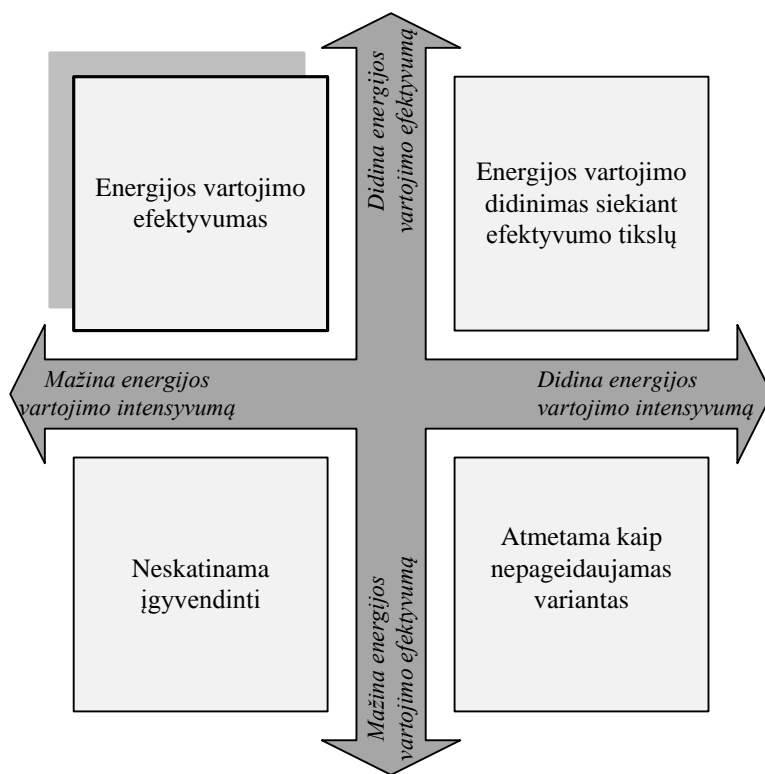 Didina energijos
vartojimo efektyvumą
Energijos vartojimo
efektyvumas
Energijos vartojimo
didinimas siekiant
efektyvumo tikslų
Mažina energijos
vartojimo intensyvumą
Didina energijos
vartojimo intensyvumą
Neskatinama
įgyvendinti
Mažina energijos
vartojimo efektyvumą
Atmetama kaip
nepageidaujamas
variantas